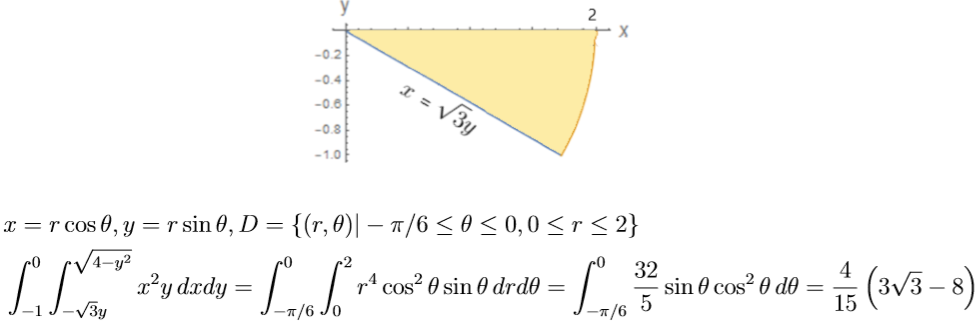 y
2
x
-0.2
-0.4
-0.6
-0.8
-1.0
x = √3y
x = r cos θ, y = r sin θ, D = {(r, θ)| − π/6 ≤ θ ≤ 0, 0 ≤ r ≤ 2}
∫_{-1}^{0} ∫_{-√3y}^{√(4−y²)} x²y dxdy = ∫_{-π/6}^{0} ∫_{0}^{2} r⁴ cos² θ sin θ drdθ = ∫_{-π/6}^{0} 32/5 sin θ cos² θ dθ = 4/15 (3√3 − 8)